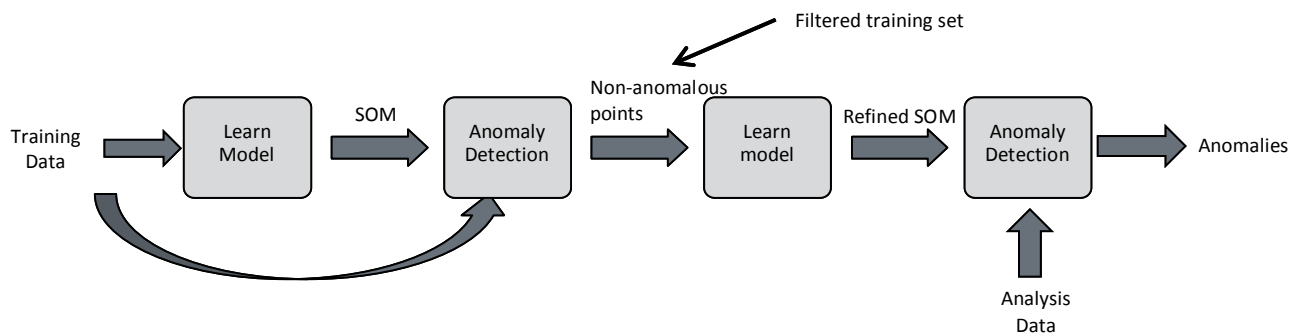 Filtered training set
Non-anomalous
points
SOM
Refined SOM
Training
Data
Learn
Model
Anomaly
Detection
Learn
model
Anomaly
Detection
Anomalies
Analysis
Data